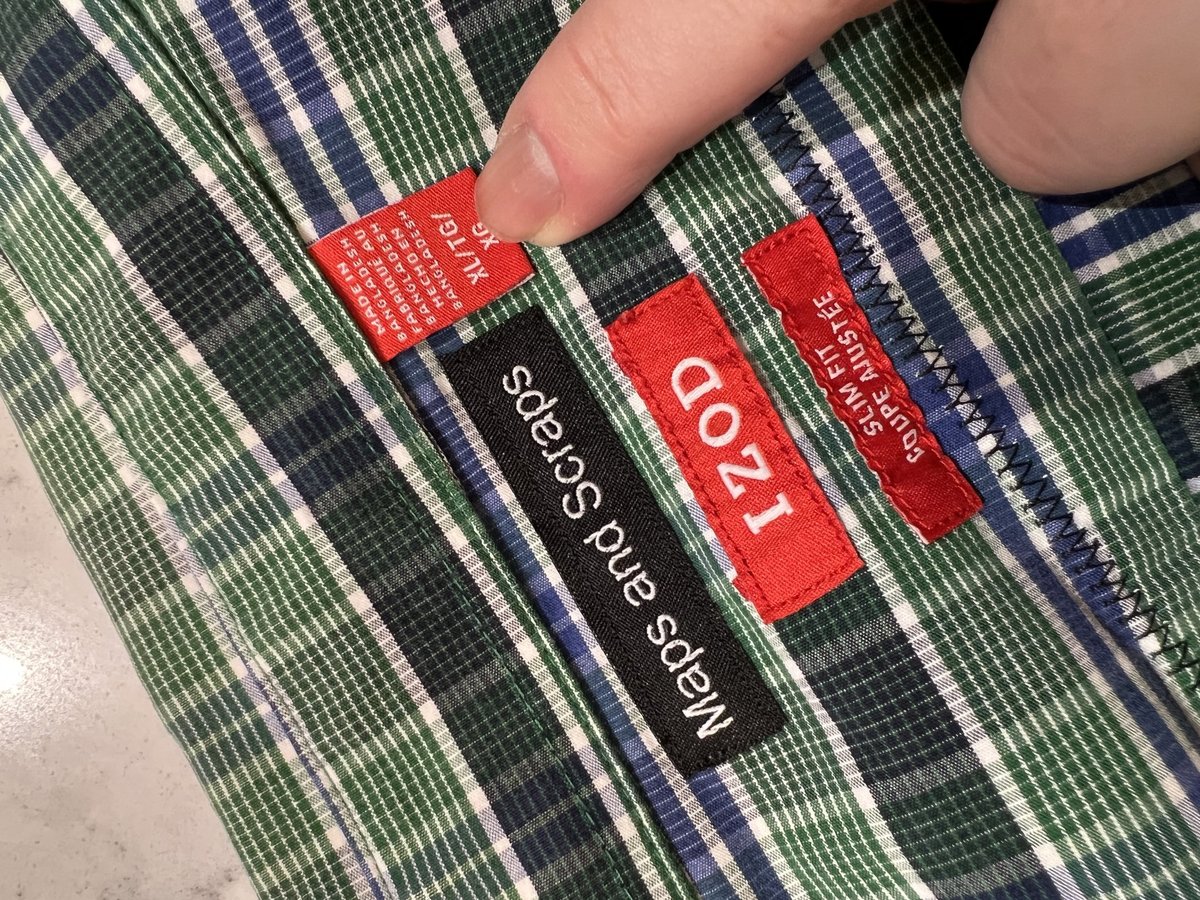 XL/TG/
XG
MADE IN
BANGLADESH
FABRIQUÉ AU
BANGLADESH
HECHO EN
BANGLADESH
Maps and Scraps
IZOD
SLIM FIT
COUPE AJUSTÉE